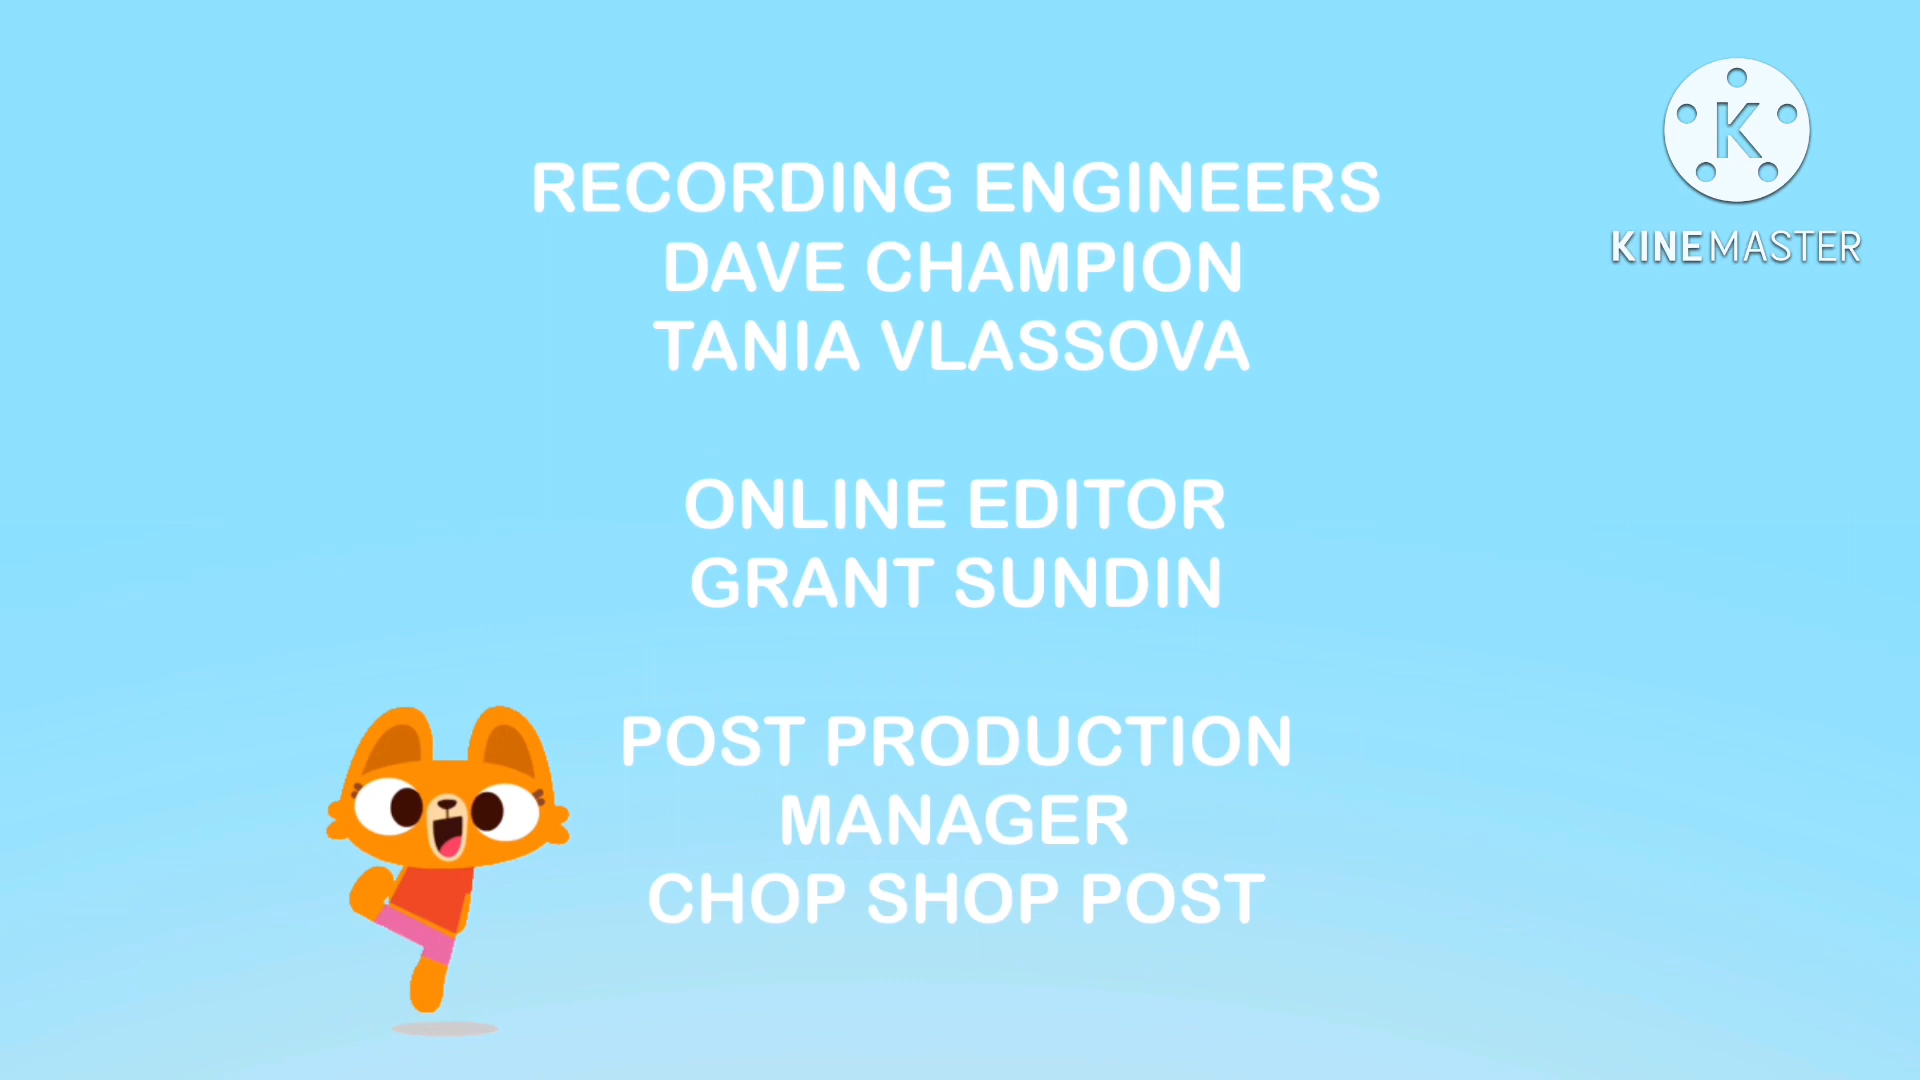 RECORDING ENGINEERS
DAVE CHAMPION
TANIA VLASSOVA
ONLINE EDITOR
GRANT SUNDIN
POST PRODUCTION
MANAGER
CHOP SHOP POST
K
KINEMASTER